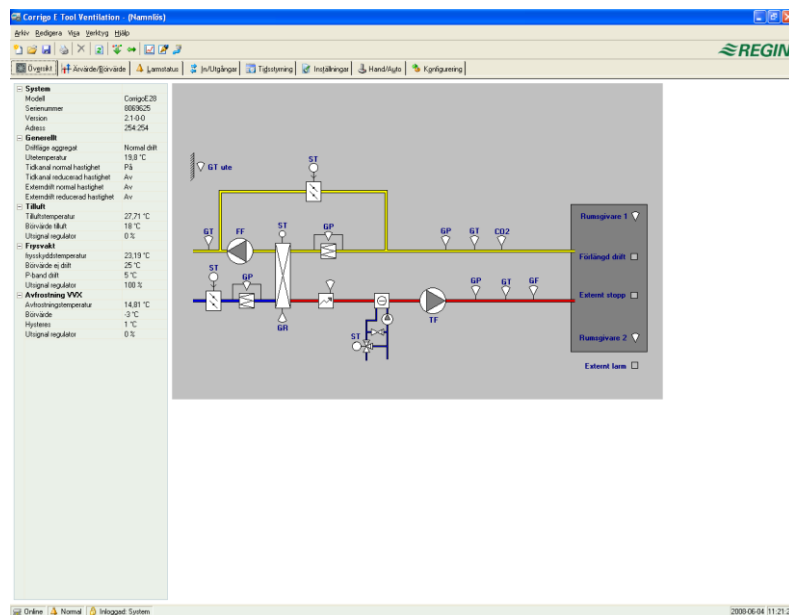 Corrigo E Tool Ventilation - (Namnlös)
Arkiv Redigera Visa Verktyg Hjälp
REGIN
Översikt Ärvärde/Börvärde Larmstatus In/Utgångar Tidsstyrning Inställningar Hand/Auto Konfigurering
System
Modell CorrigoE28
Serienummer 8069625
Version 2.1-0-0
Adress 254:254
Generellt
Driftläge aggregat Normal drift
Utetemperatur 19,8 °C
Tidkanal normal hastighet På
Tidkanal reducerad hastighet Av
Externdrift normal hastighet Av
Externdrift reducerad hastighet Av
Tilluft
Tilluftstemperatur 27,71 °C
Börvärde tilluft 18 °C
Utsignal regulator 0 %
Frysvakt
frysskyddstemperatur 23,19 °C
Börvärde ej drift 25 °C
P-band drift 5 °C
Utsignal regulator 100 %
Avfrostning VVX
Avfrostningstemperatur 14,81 °C
Börvärde -3 °C
Hysteres 1 °C
Utsignal regulator 0 %
GT ute
ST
Rumsgivare 1
GT FF ST GP GP GT CO2
Förlängd drift
ST GP GP GT GF
Externt stopp
GR TF
ST
Rumsgivare 2
Externt larm
Online Normal Inloggad: System 2008-06-04 11:21:2